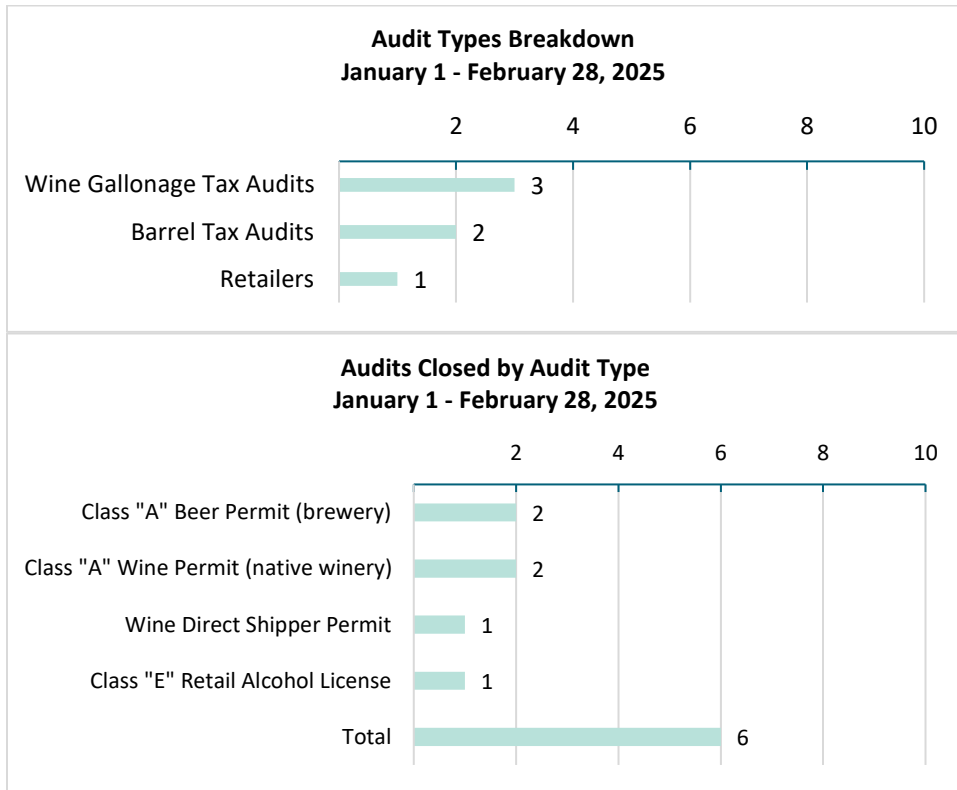 Audit Types Breakdown
January 1 - February 28, 2025
2 4 6 8 10
Wine Gallonage Tax Audits 3
Barrel Tax Audits 2
Retailers 1
Audits Closed by Audit Type
January 1 - February 28, 2025
2 4 6 8 10
Class "A" Beer Permit (brewery) 2
Class "A" Wine Permit (native winery) 2
Wine Direct Shipper Permit 1
Class "E" Retail Alcohol License 1
Total 6